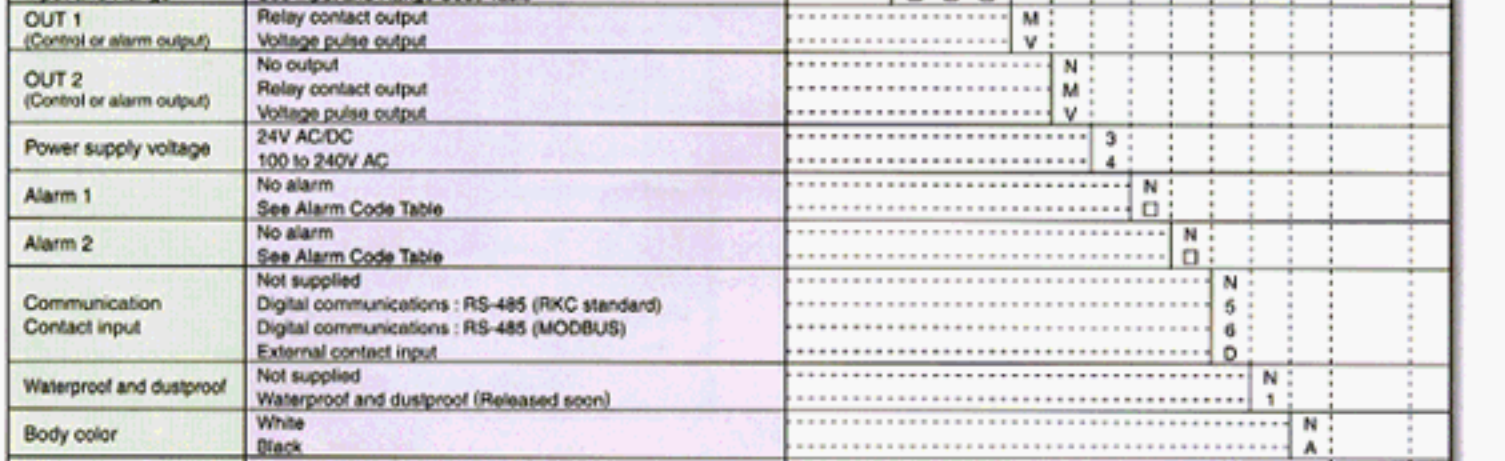 OUT 1
(Control or alarm output)
Relay contact output M
Voltage pulse output V
OUT 2
(Control or alarm output)
No output N
Relay contact output M
Voltage pulse output V
Power supply voltage
24V AC/DC 3
100 to 240V AC 4
Alarm 1
No alarm N
See Alarm Code Table □
Alarm 2
No alarm N
See Alarm Code Table □
Communication
Contact input
Not supplied N
Digital communications : RS-485 (RKC standard) 5
Digital communications : RS-485 (MODBUS) 6
External contact input D
Waterproof and dustproof
Not supplied N
Waterproof and dustproof (Released soon) 1
Body color
White N
Black A